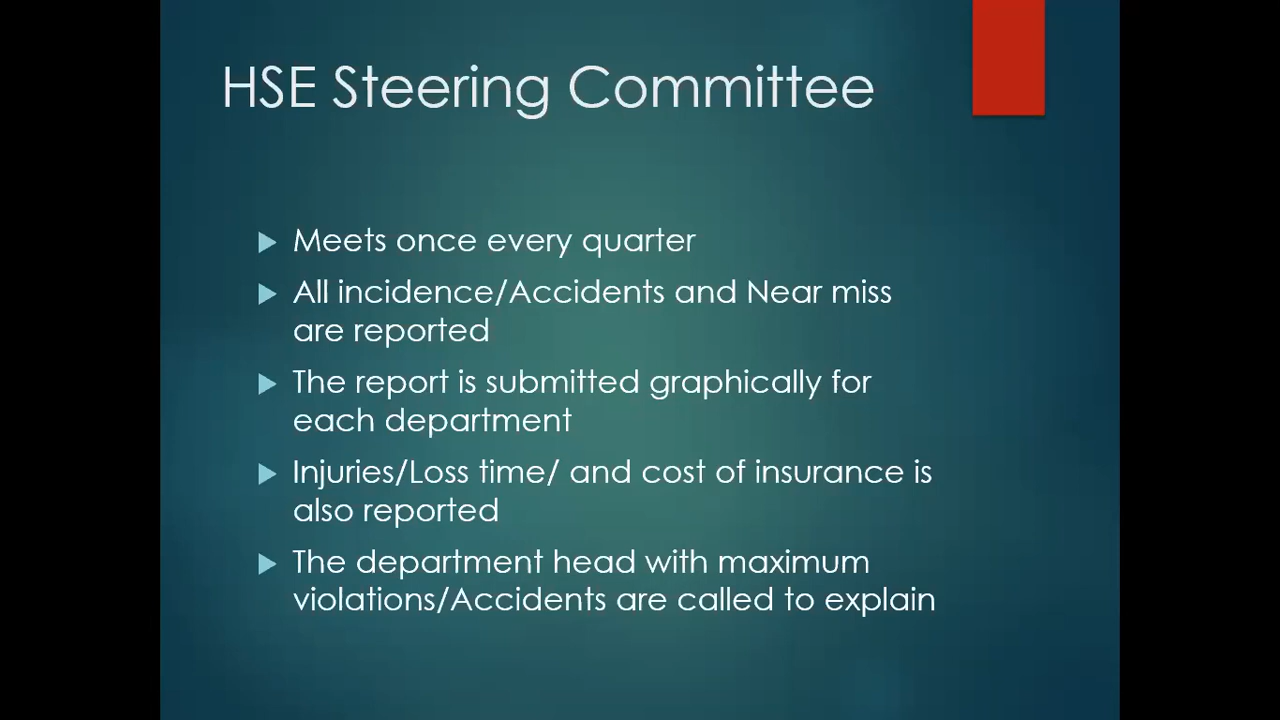 HSE Steering Committee
Meets once every quarter
All incidence/Accidents and Near miss
are reported
The report is submitted graphically for
each department
Injuries/Loss time/ and cost of insurance is
also reported
The department head with maximum
violations/Accidents are called to explain